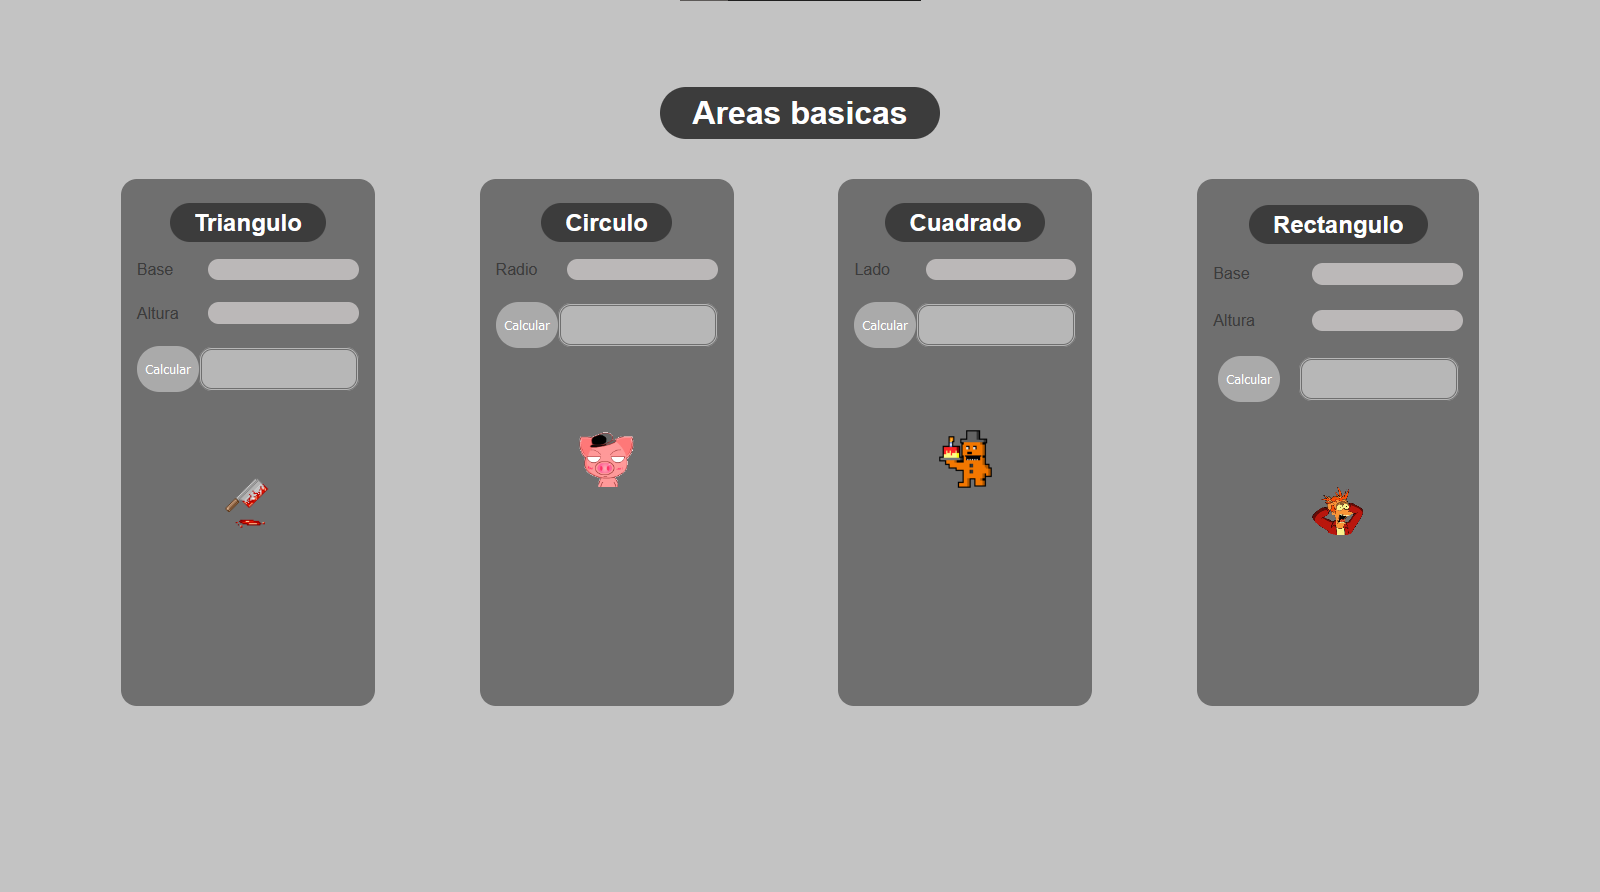 Areas basicas
Triangulo
Base
Altura
Calcular
Circulo
Radio
Calcular
Cuadrado
Lado
Calcular
Rectangulo
Base
Altura
Calcular